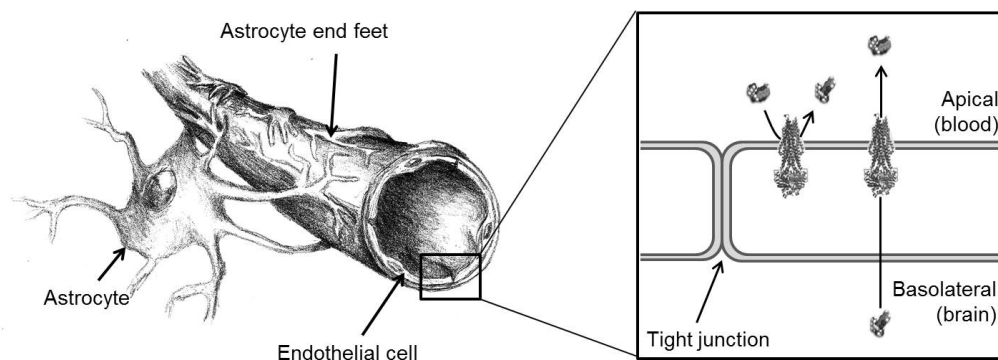 Astrocyte end feet
Astrocyte
Endothelial cell
Apical
(blood)
Basolateral
(brain)
Tight junction